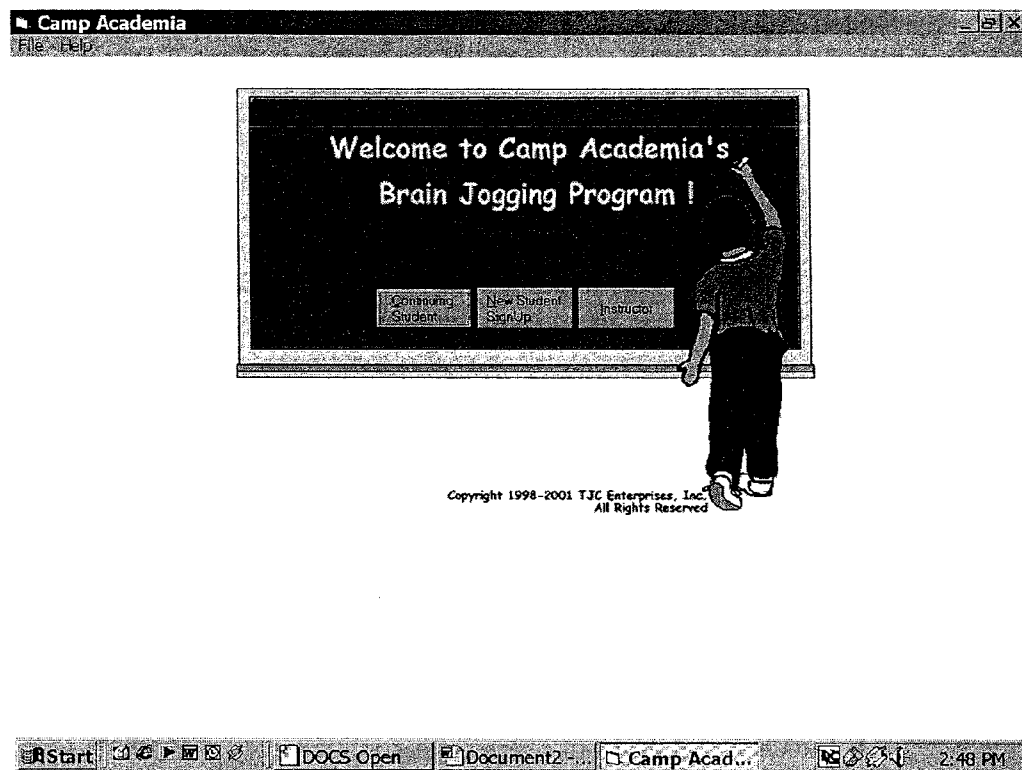 Camp Academia
File Help
Welcome to Camp Academia's
Brain Jogging Program !
Continuing
Student
New Student
SignUp
Instructor
Copyright 1998-2001 TJC Enterprises, Inc.
All Rights Reserved
Start DOCS Open Document2 -... Camp Acad... 2:48 PM